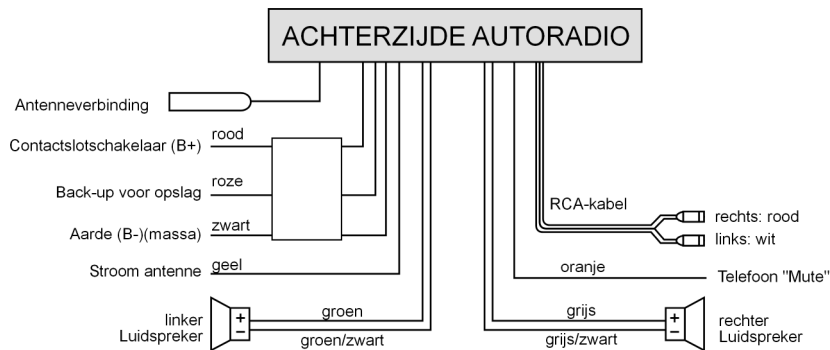 ACHTERZIJDE AUTORADIO
Antenneverbinding
Contactslotschakelaar (B+)
rood
Back-up voor opslag
roze
Aarde (B-)(massa)
zwart
Stroom antenne
geel
linker
Luidspreker
+
−
groen
groen/zwart
RCA-kabel
rechts: rood
links: wit
oranje
Telefoon "Mute"
grijs
grijs/zwart
+
−
rechter
Luidspreker